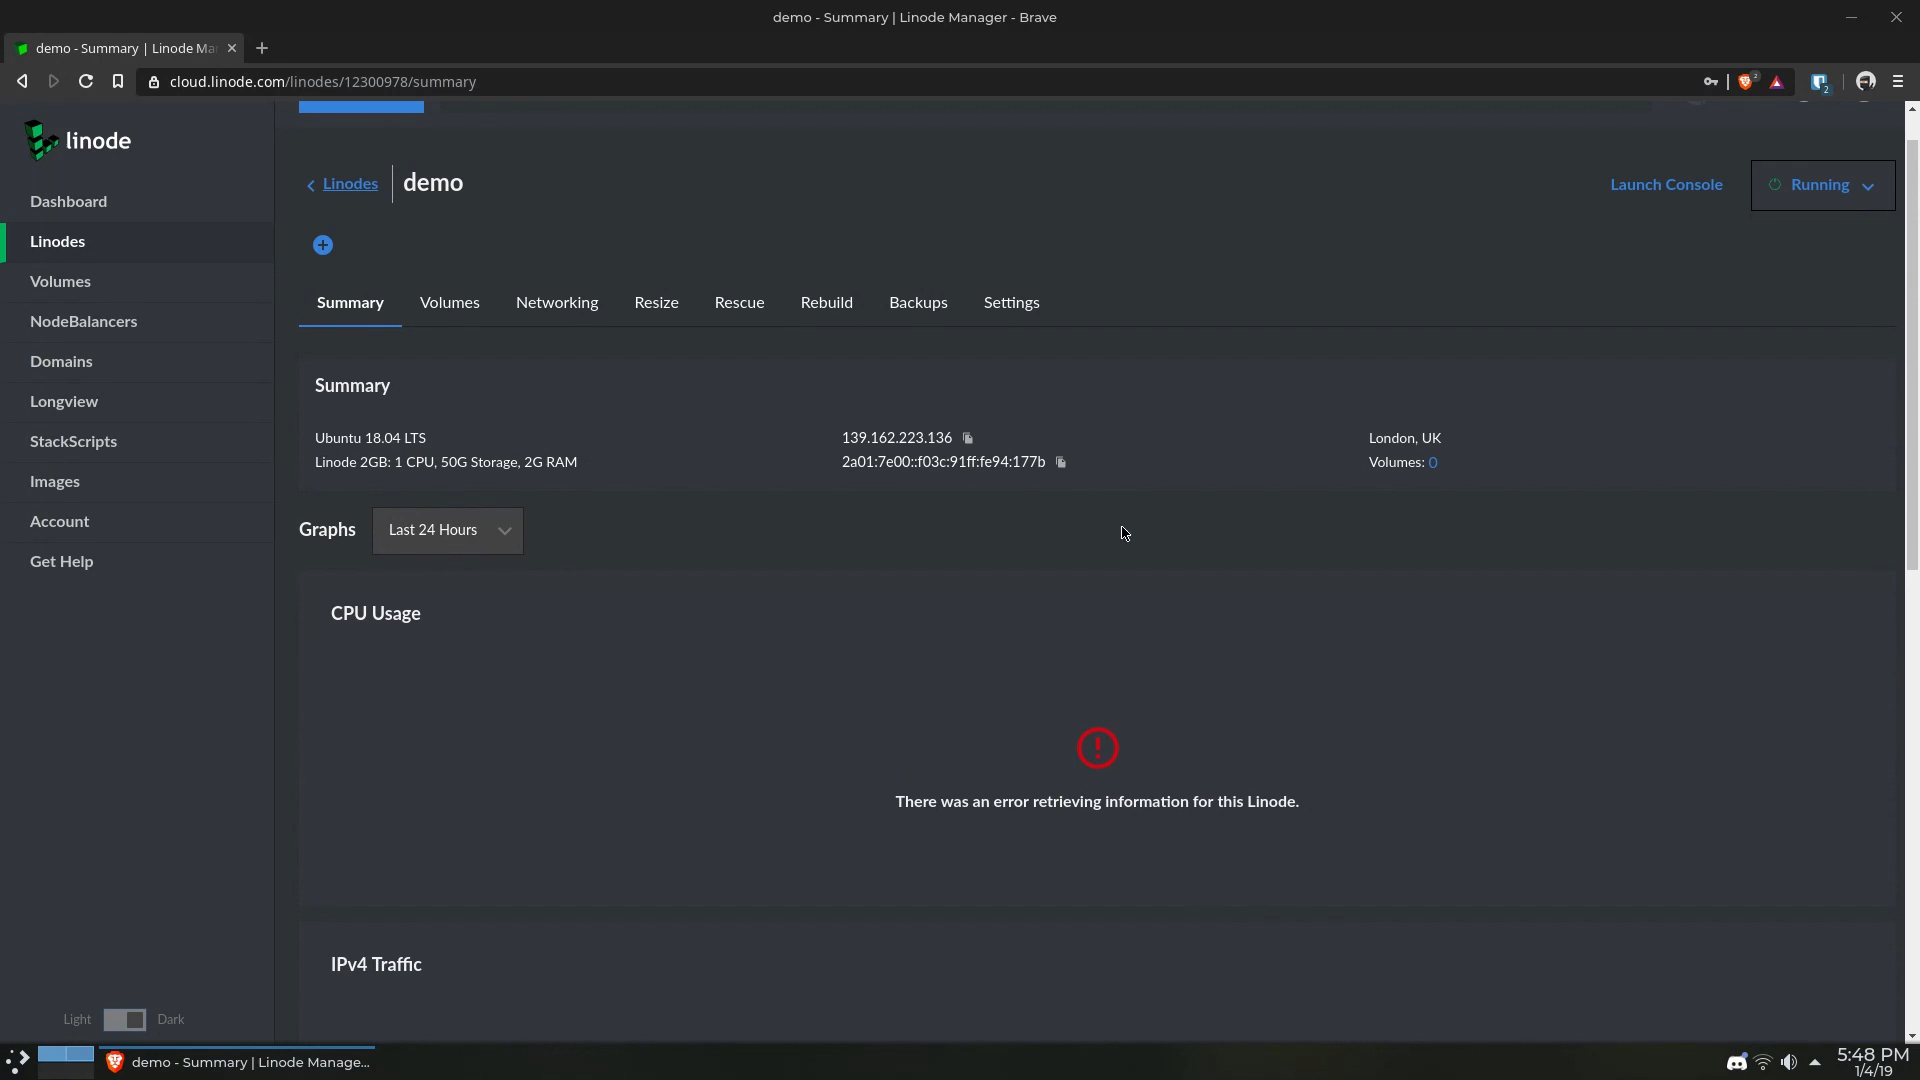 demo - Summary | Linode Manager - Brave
demo - Summary | Linode Ma
cloud.linode.com/linodes/12300978/summary
2
2
linode
Dashboard
Linodes
Volumes
NodeBalancers
Domains
Longview
StackScripts
Images
Account
Get Help
Light
Dark
Linodes
demo
Launch Console
Running
Summary
Volumes
Networking
Resize
Rescue
Rebuild
Backups
Settings
Summary
Ubuntu 18.04 LTS
139.162.223.136
London, UK
Linode 2GB: 1 CPU, 50G Storage, 2G RAM
2a01:7e00::f03c:91ff:fe94:177b
Volumes: 0
Graphs
Last 24 Hours
CPU Usage
There was an error retrieving information for this Linode.
IPv4 Traffic
demo - Summary | Linode Manage...
5:48 PM
1/4/19